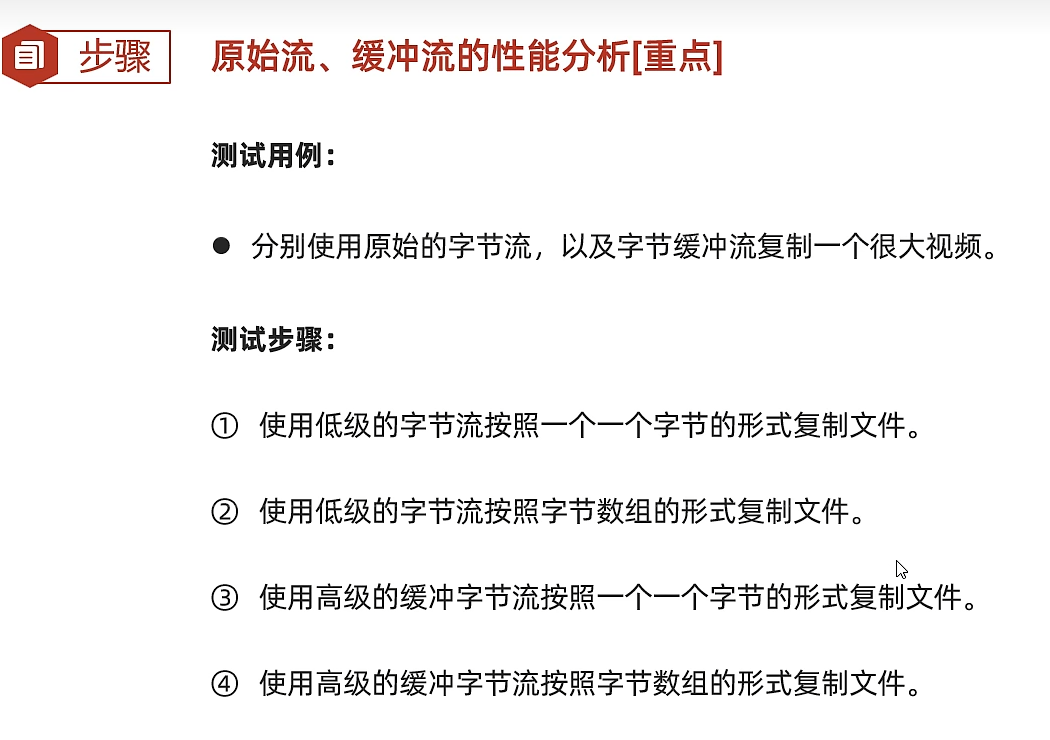 步骤
原始流、缓冲流的性能分析[重点]
测试用例：
● 分别使用原始的字节流，以及字节缓冲流复制一个很大视频。
测试步骤：
① 使用低级的字节流按照一个一个字节的形式复制文件。
② 使用低级的字节流按照字节数组的形式复制文件。
③ 使用高级的缓冲字节流按照一个一个字节的形式复制文件。
④ 使用高级的缓冲字节流按照字节数组的形式复制文件。